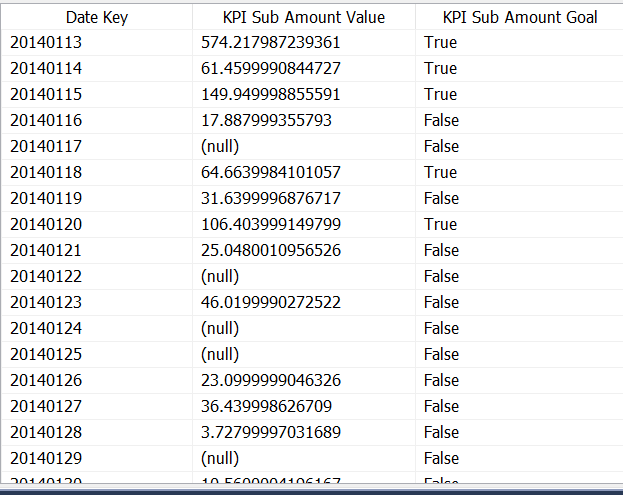 Date Key KPI Sub Amount Value KPI Sub Amount Goal
20140113 574.217987239361 True
20140114 61.4599990844727 True
20140115 149.949998855591 True
20140116 17.887999355793 False
20140117 (null) False
20140118 64.6639984101057 True
20140119 31.6399996876717 False
20140120 106.403999149799 True
20140121 25.0480010956526 False
20140122 (null) False
20140123 46.0199990272522 False
20140124 (null) False
20140125 (null) False
20140126 23.0999999046326 False
20140127 36.439998626709 False
20140128 3.72799997031689 False
20140129 (null) False
20140130 False